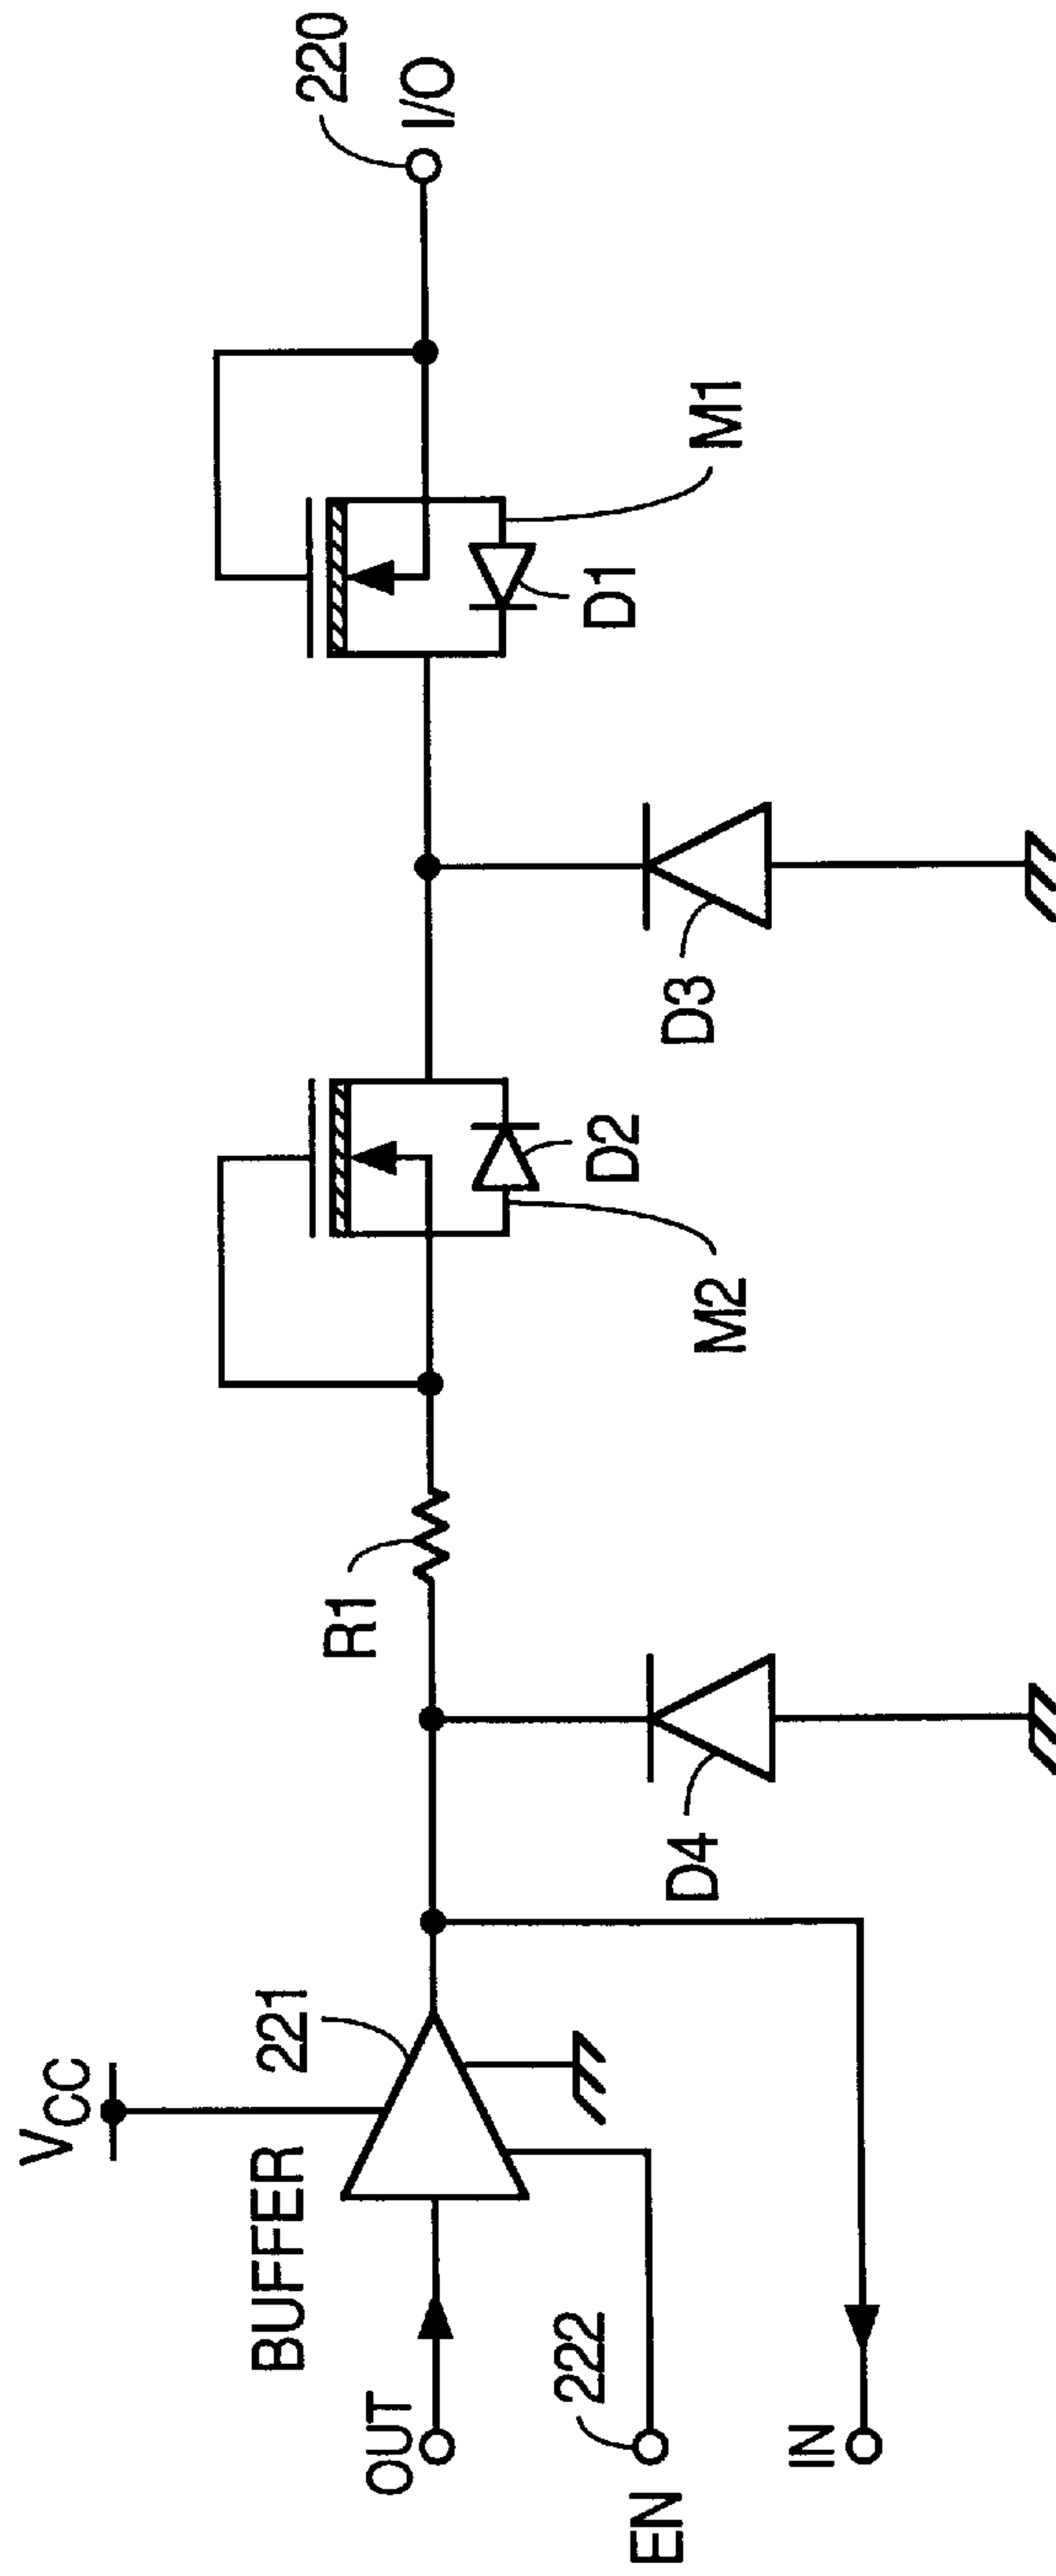 VCC
BUFFER
221
OUT
222
EN
IN
R1
D4
M2
D2
D3
D1
M1
220
I/O